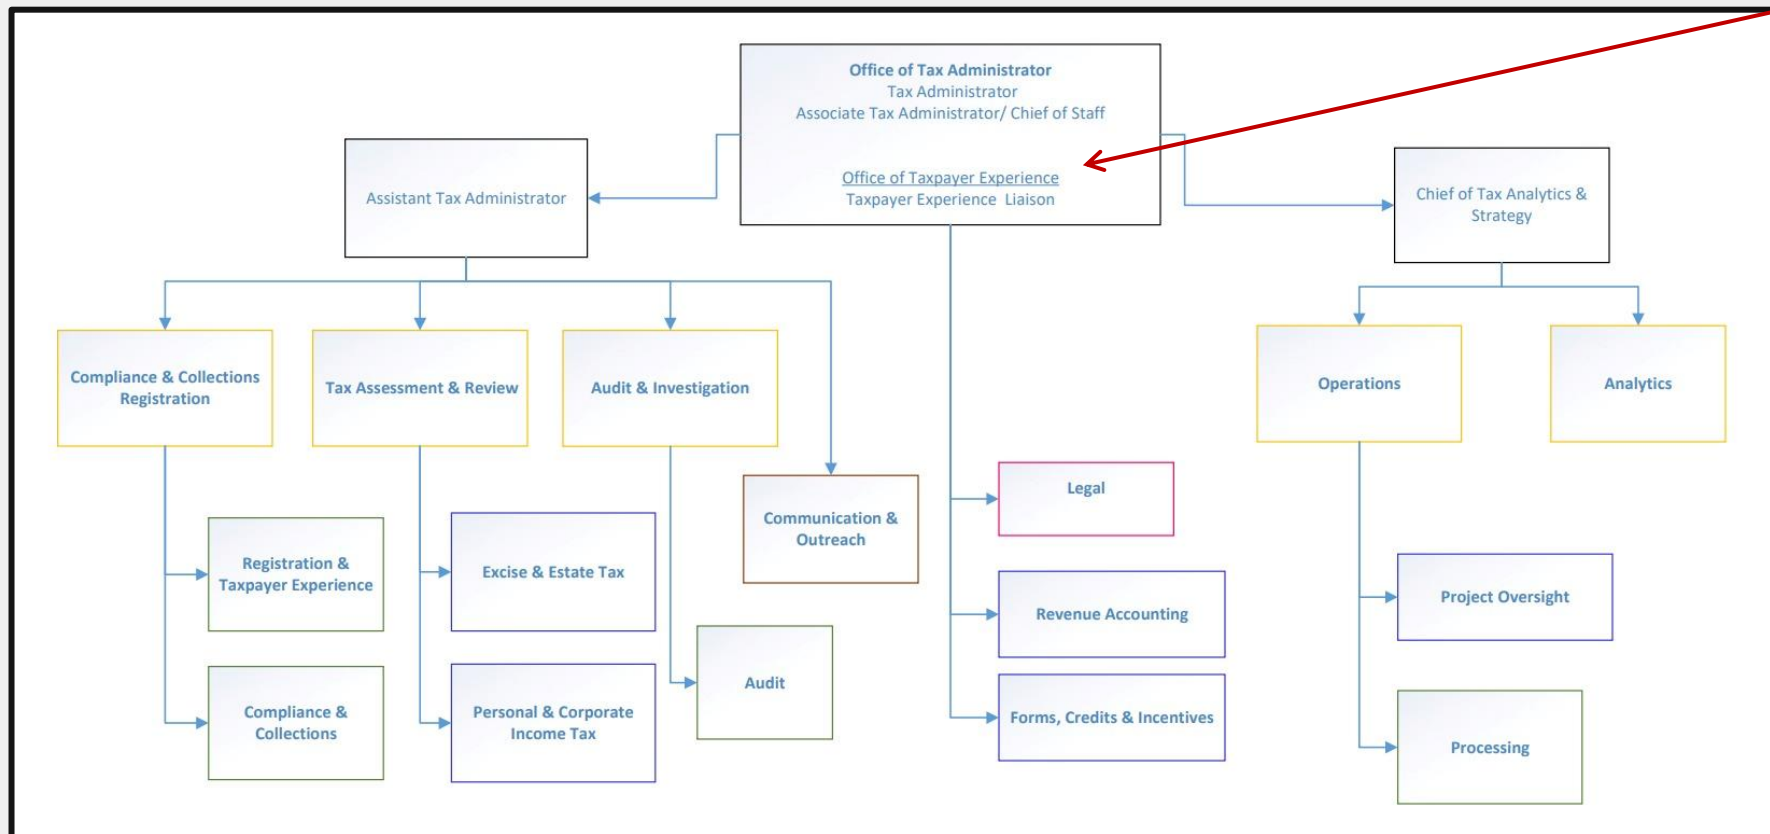 Office of Tax Administrator
Tax Administrator
Associate Tax Administrator/ Chief of Staff
Office of Taxpayer Experience
Taxpayer Experience Liaison
Assistant Tax Administrator
Chief of Tax Analytics &
Strategy
Compliance & Collections
Registration
Tax Assessment & Review
Audit & Investigation
Operations
Analytics
Communication &
Outreach
Legal
Registration &
Taxpayer Experience
Excise & Estate Tax
Revenue Accounting
Project Oversight
Compliance &
Collections
Personal & Corporate
Income Tax
Audit
Forms, Credits & Incentives
Processing